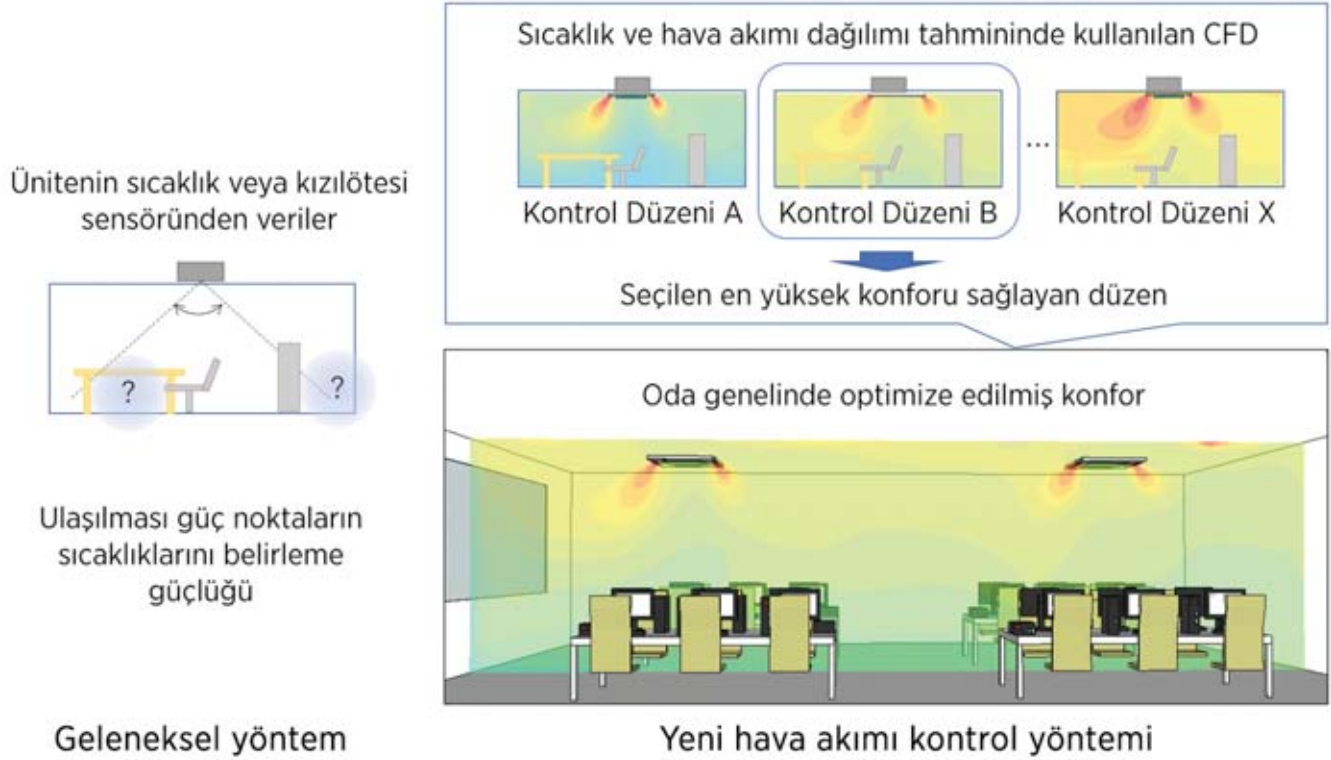 Ünitenin sıcaklık veya kızılötesi
sensöründen veriler
?
?
Ulaşılması güç noktaların
sıcaklıklarını belirleme
güçlüğü
Geleneksel yöntem
Sıcaklık ve hava akımı dağılımı tahmininde kullanılan CFD
...
Kontrol Düzeni A
Kontrol Düzeni B
Kontrol Düzeni X
Seçilen en yüksek konforu sağlayan düzen
Oda genelinde optimize edilmiş konfor
Yeni hava akımı kontrol yöntemi